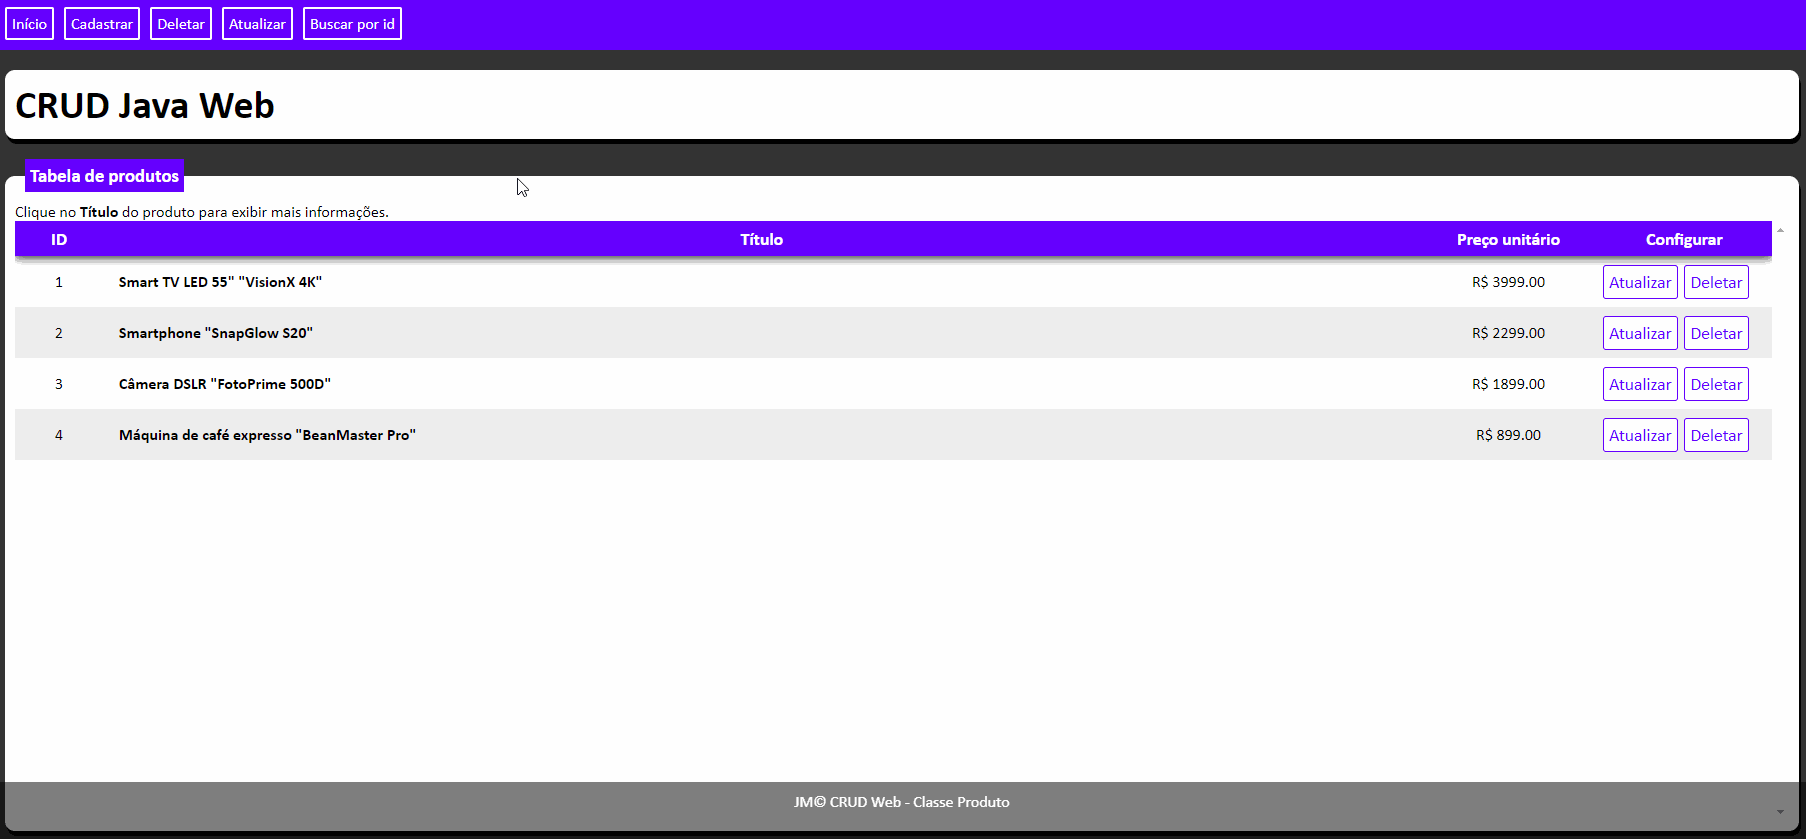 Início Cadastrar Deletar Atualizar Buscar por id
CRUD Java Web
Tabela de produtos
Clique no Título do produto para exibir mais informações.
ID Título Preço unitário Configurar
1 Smart TV LED 55" "VisionX 4K" R$ 3999.00 Atualizar Deletar
2 Smartphone "SnapGlow S20" R$ 2299.00 Atualizar Deletar
3 Câmera DSLR "FotoPrime 500D" R$ 1899.00 Atualizar Deletar
4 Máquina de café expresso "BeanMaster Pro" R$ 899.00 Atualizar Deletar
JM© CRUD Web - Classe Produto